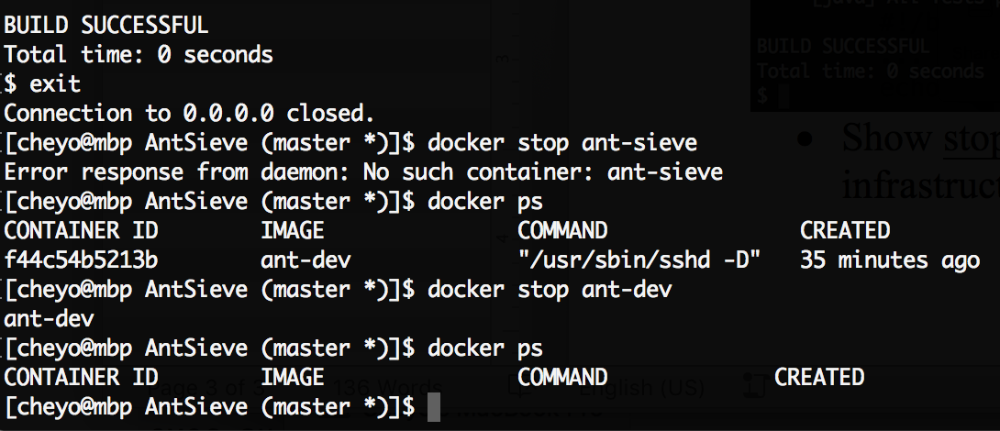 BUILD SUCCESSFUL
Total time: 0 seconds
$ exit
Connection to 0.0.0.0 closed.
[cheyo@mbp AntSieve (master *)]$ docker stop ant-sieve
Error response from daemon: No such container: ant-sieve
[cheyo@mbp AntSieve (master *)]$ docker ps
CONTAINER ID IMAGE COMMAND CREATED
f44c54b5213b ant-dev "/usr/sbin/sshd -D" 35 minutes ago
[cheyo@mbp AntSieve (master *)]$ docker stop ant-dev
ant-dev
[cheyo@mbp AntSieve (master *)]$ docker ps
CONTAINER ID IMAGE COMMAND CREATED
[cheyo@mbp AntSieve (master *)]$
BUILD SUCCESSFUL
Total time: 0 seconds
$
• Show stop
infrastruct
Page 3 of 3 136 Words English (US)